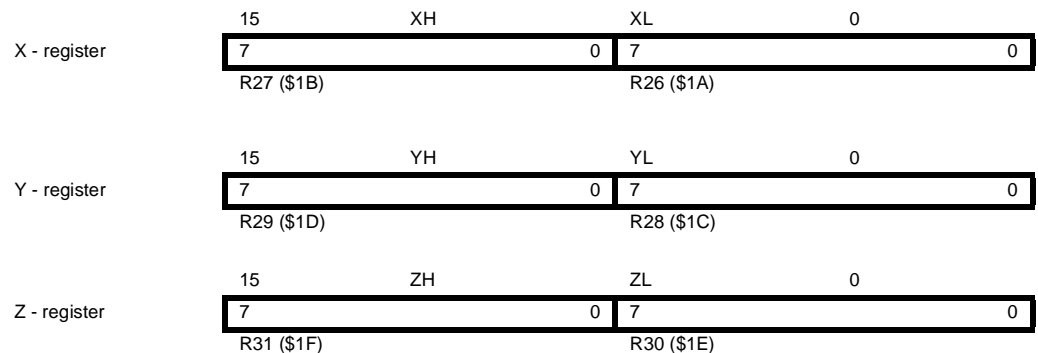 15 XH XL 0
X - register 7 0 7 0
R27 ($1B) R26 ($1A)
15 YH YL 0
Y - register 7 0 7 0
R29 ($1D) R28 ($1C)
15 ZH ZL 0
Z - register 7 0 7 0
R31 ($1F) R30 ($1E)